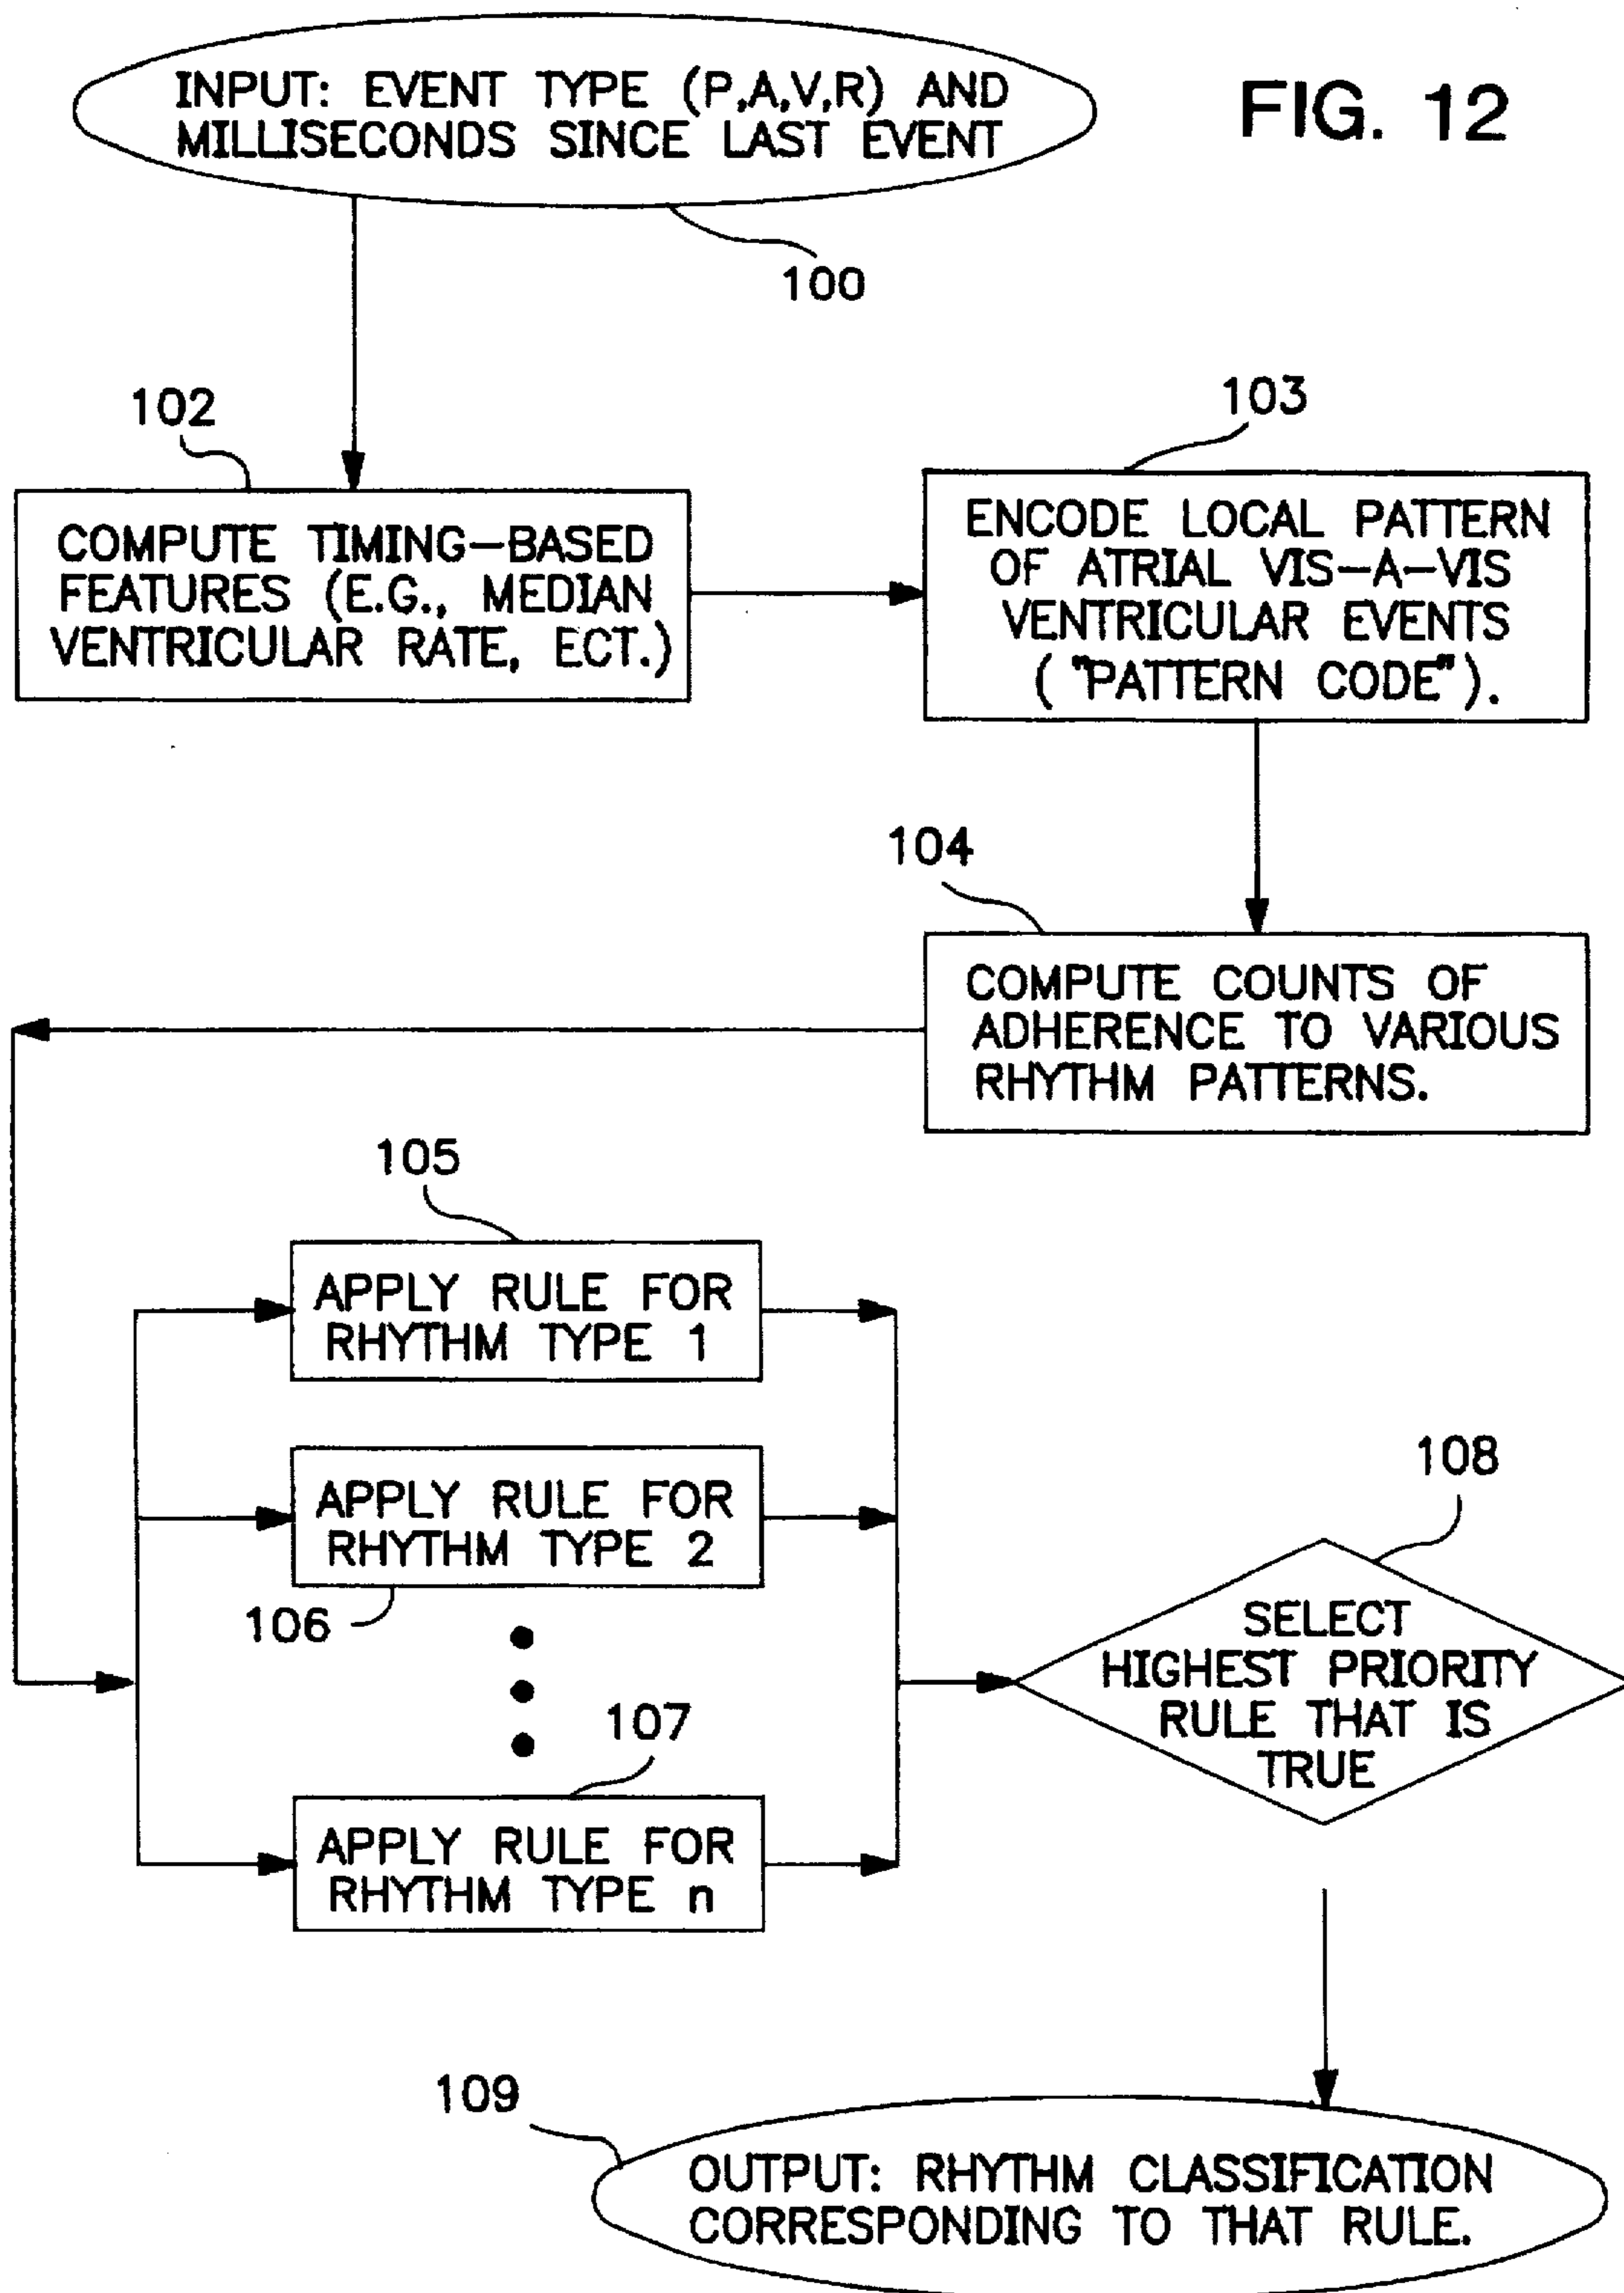 INPUT: EVENT TYPE (P,A,V,R) AND
MILLISECONDS SINCE LAST EVENT
FIG. 12
100
102
COMPUTE TIMING-BASED
FEATURES (E.G., MEDIAN
VENTRICULAR RATE, ECT.)
103
ENCODE LOCAL PATTERN
OF ATRIAL VIS-A-VIS
VENTRICULAR EVENTS
( "PATTERN CODE").
104
COMPUTE COUNTS OF
ADHERENCE TO VARIOUS
RHYTHM PATTERNS.
105
APPLY RULE FOR
RHYTHM TYPE 1
APPLY RULE FOR
RHYTHM TYPE 2
106
107
APPLY RULE FOR
RHYTHM TYPE n
108
SELECT
HIGHEST PRIORITY
RULE THAT IS
TRUE
109
OUTPUT: RHYTHM CLASSIFICATION
CORRESPONDING TO THAT RULE.